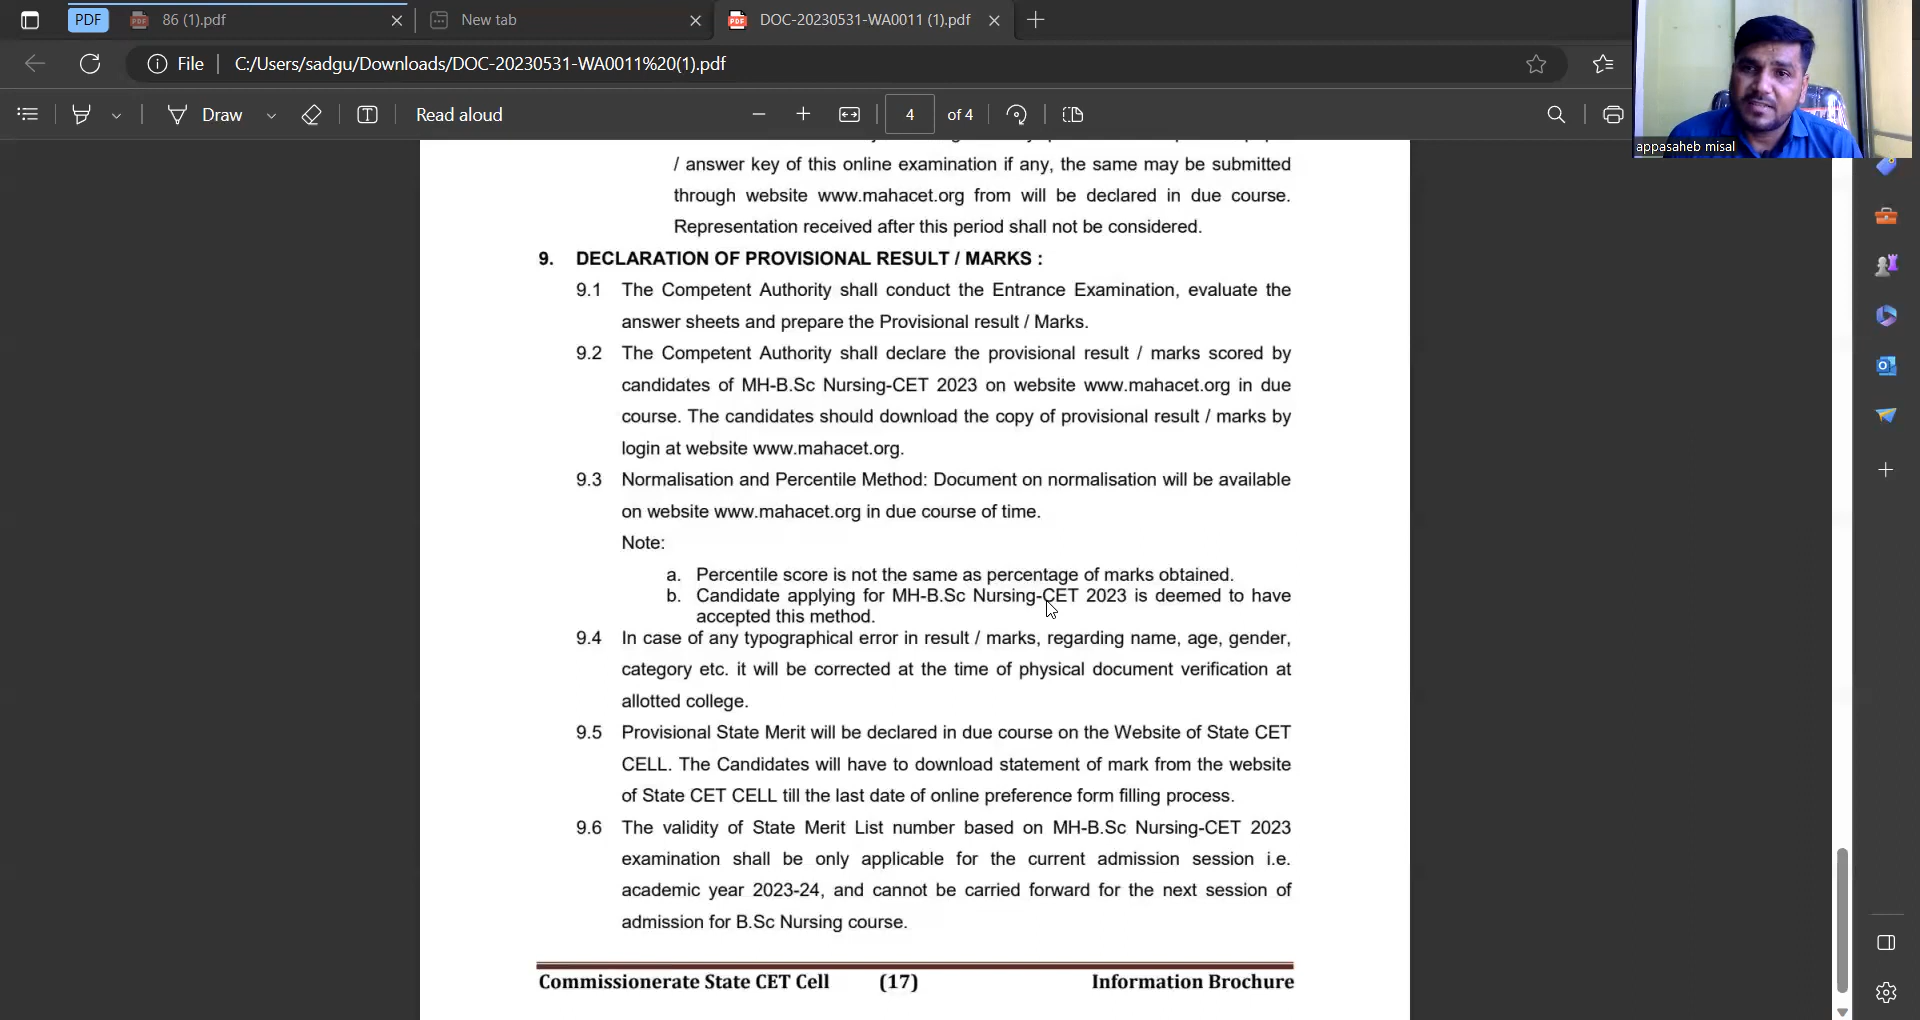 PDF
86 (1).pdf
New tab
DOC-20230531-WA0011 (1).pdf
File
C:/Users/sadgu/Downloads/DOC-20230531-WA0011%20(1).pdf
Draw
Read aloud
4
of 4
appasaheb misal
/ answer key of this online examination if any, the same may be submitted
through website www.mahacet.org from will be declared in due course.
Representation received after this period shall not be considered.
9. DECLARATION OF PROVISIONAL RESULT / MARKS :
9.1 The Competent Authority shall conduct the Entrance Examination, evaluate the
answer sheets and prepare the Provisional result / Marks.
9.2 The Competent Authority shall declare the provisional result / marks scored by
candidates of MH-B.Sc Nursing-CET 2023 on website www.mahacet.org in due
course. The candidates should download the copy of provisional result / marks by
login at website www.mahacet.org.
9.3 Normalisation and Percentile Method: Document on normalisation will be available
on website www.mahacet.org in due course of time.
Note:
a. Percentile score is not the same as percentage of marks obtained.
b. Candidate applying for MH-B.Sc Nursing-CET 2023 is deemed to have
accepted this method.
9.4 In case of any typographical error in result / marks, regarding name, age, gender,
category etc. it will be corrected at the time of physical document verification at
allotted college.
9.5 Provisional State Merit will be declared in due course on the Website of State CET
CELL. The Candidates will have to download statement of mark from the website
of State CET CELL till the last date of online preference form filling process.
9.6 The validity of State Merit List number based on MH-B.Sc Nursing-CET 2023
examination shall be only applicable for the current admission session i.e.
academic year 2023-24, and cannot be carried forward for the next session of
admission for B.Sc Nursing course.
Commissionerate State CET Cell (17) Information Brochure